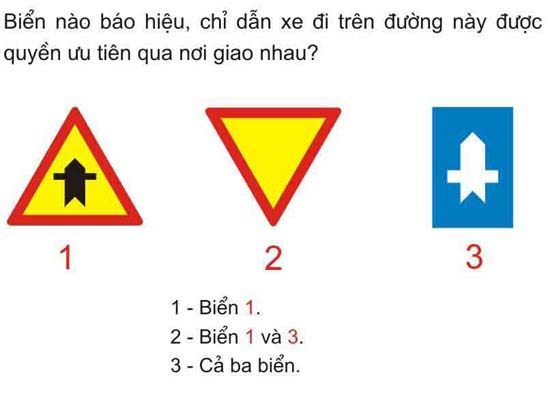 Biển nào báo hiệu, chỉ dẫn xe đi trên đường này được
quyền ưu tiên qua nơi giao nhau?
1 2 3
1 - Biển 1.
2 - Biển 1 và 3.
3 - Cả ba biển.